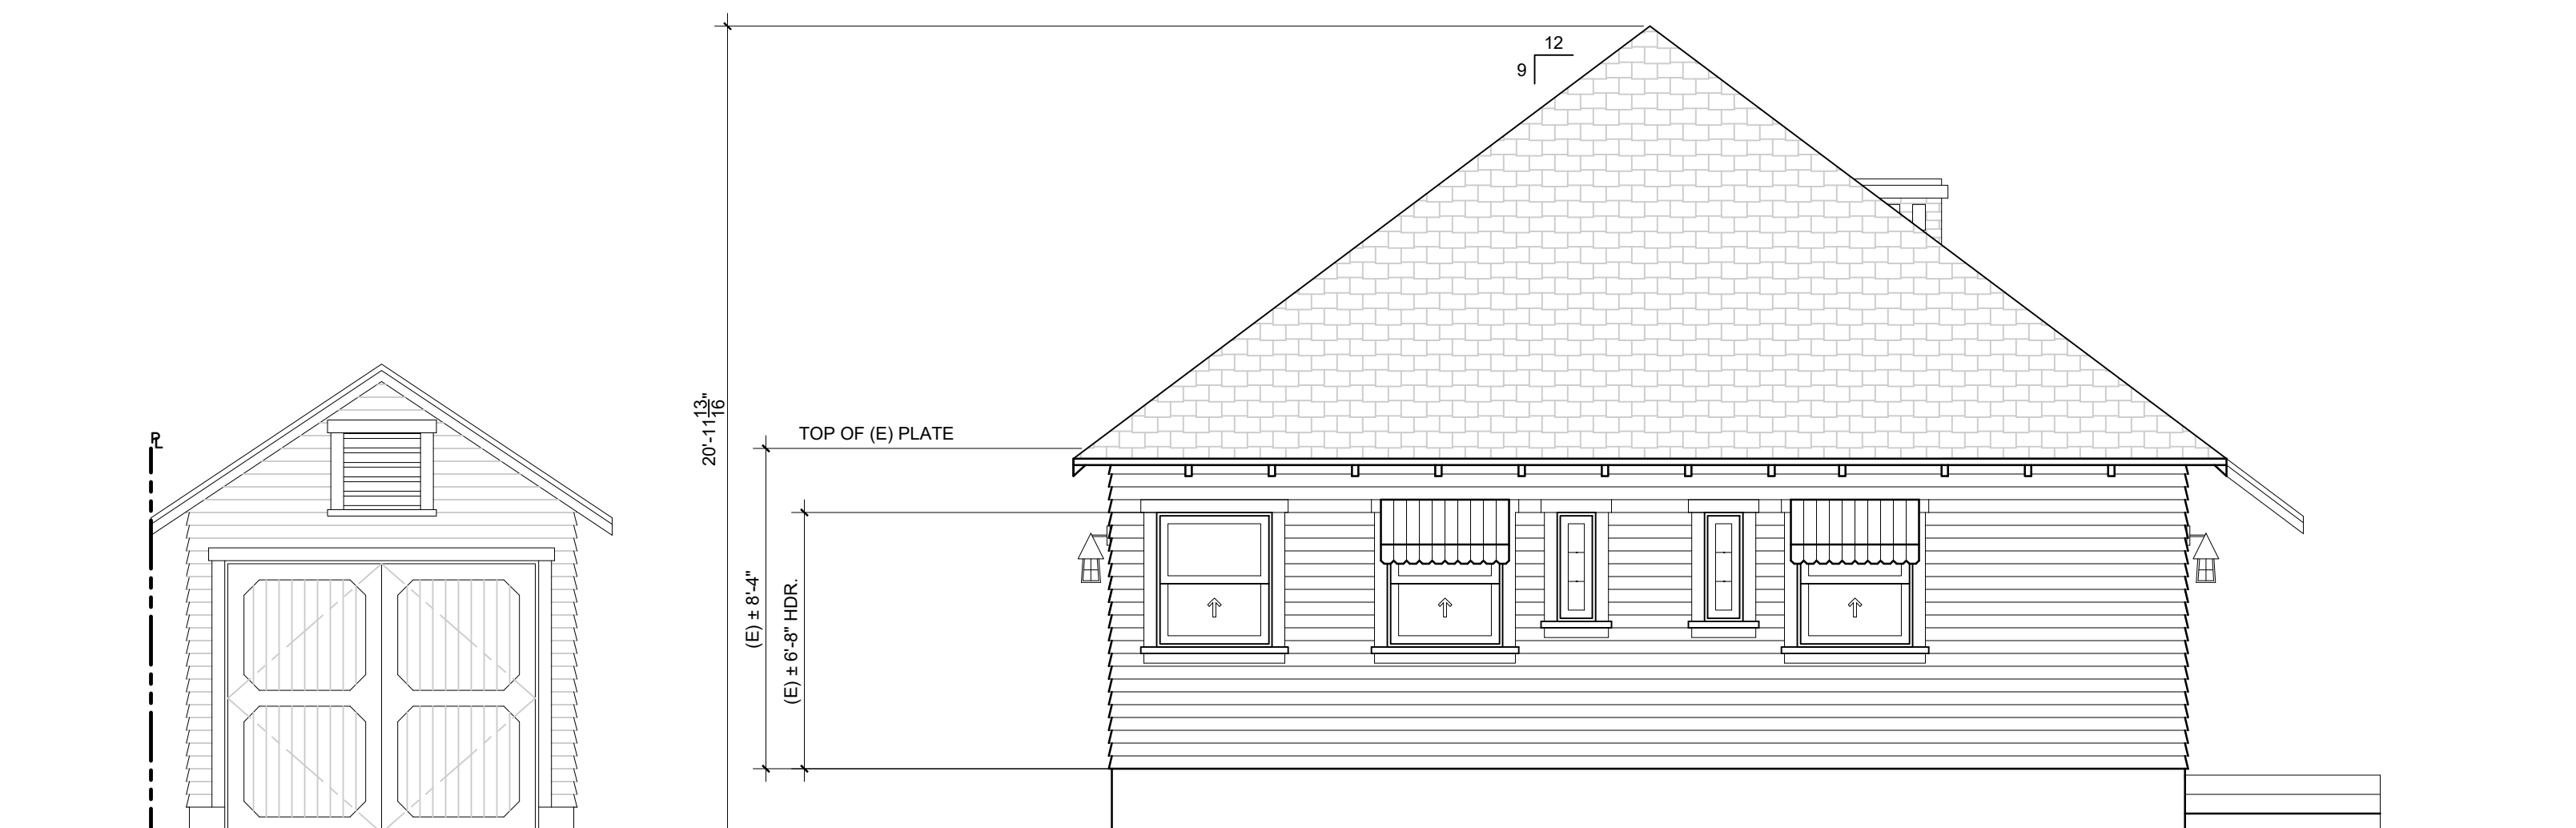 12
9
20'-11 13/16"
TOP OF (E) PLATE
PL
(E) ± 8'-4"
(E) ± 6'-8" HDR.